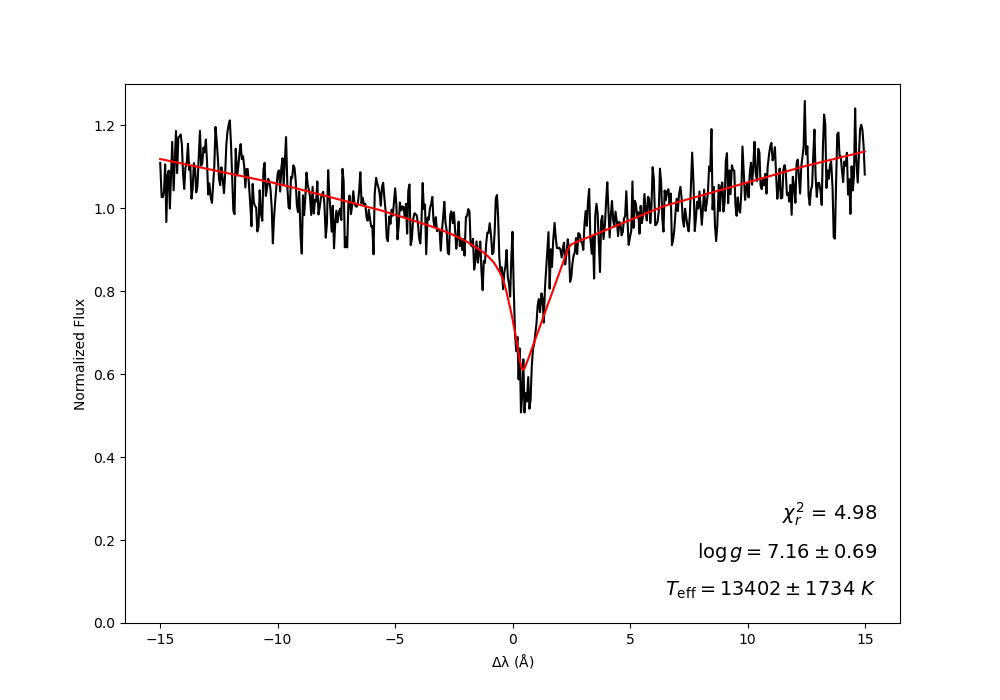 1.2
1.0
0.8
0.6
0.4
0.2
0.0
Normalized Flux
χ²ᵣ = 4.98
log g = 7.16 ± 0.69
T_eff = 13402 ± 1734 K
−15 −10 −5 0 5 10 15
Δλ (Å)